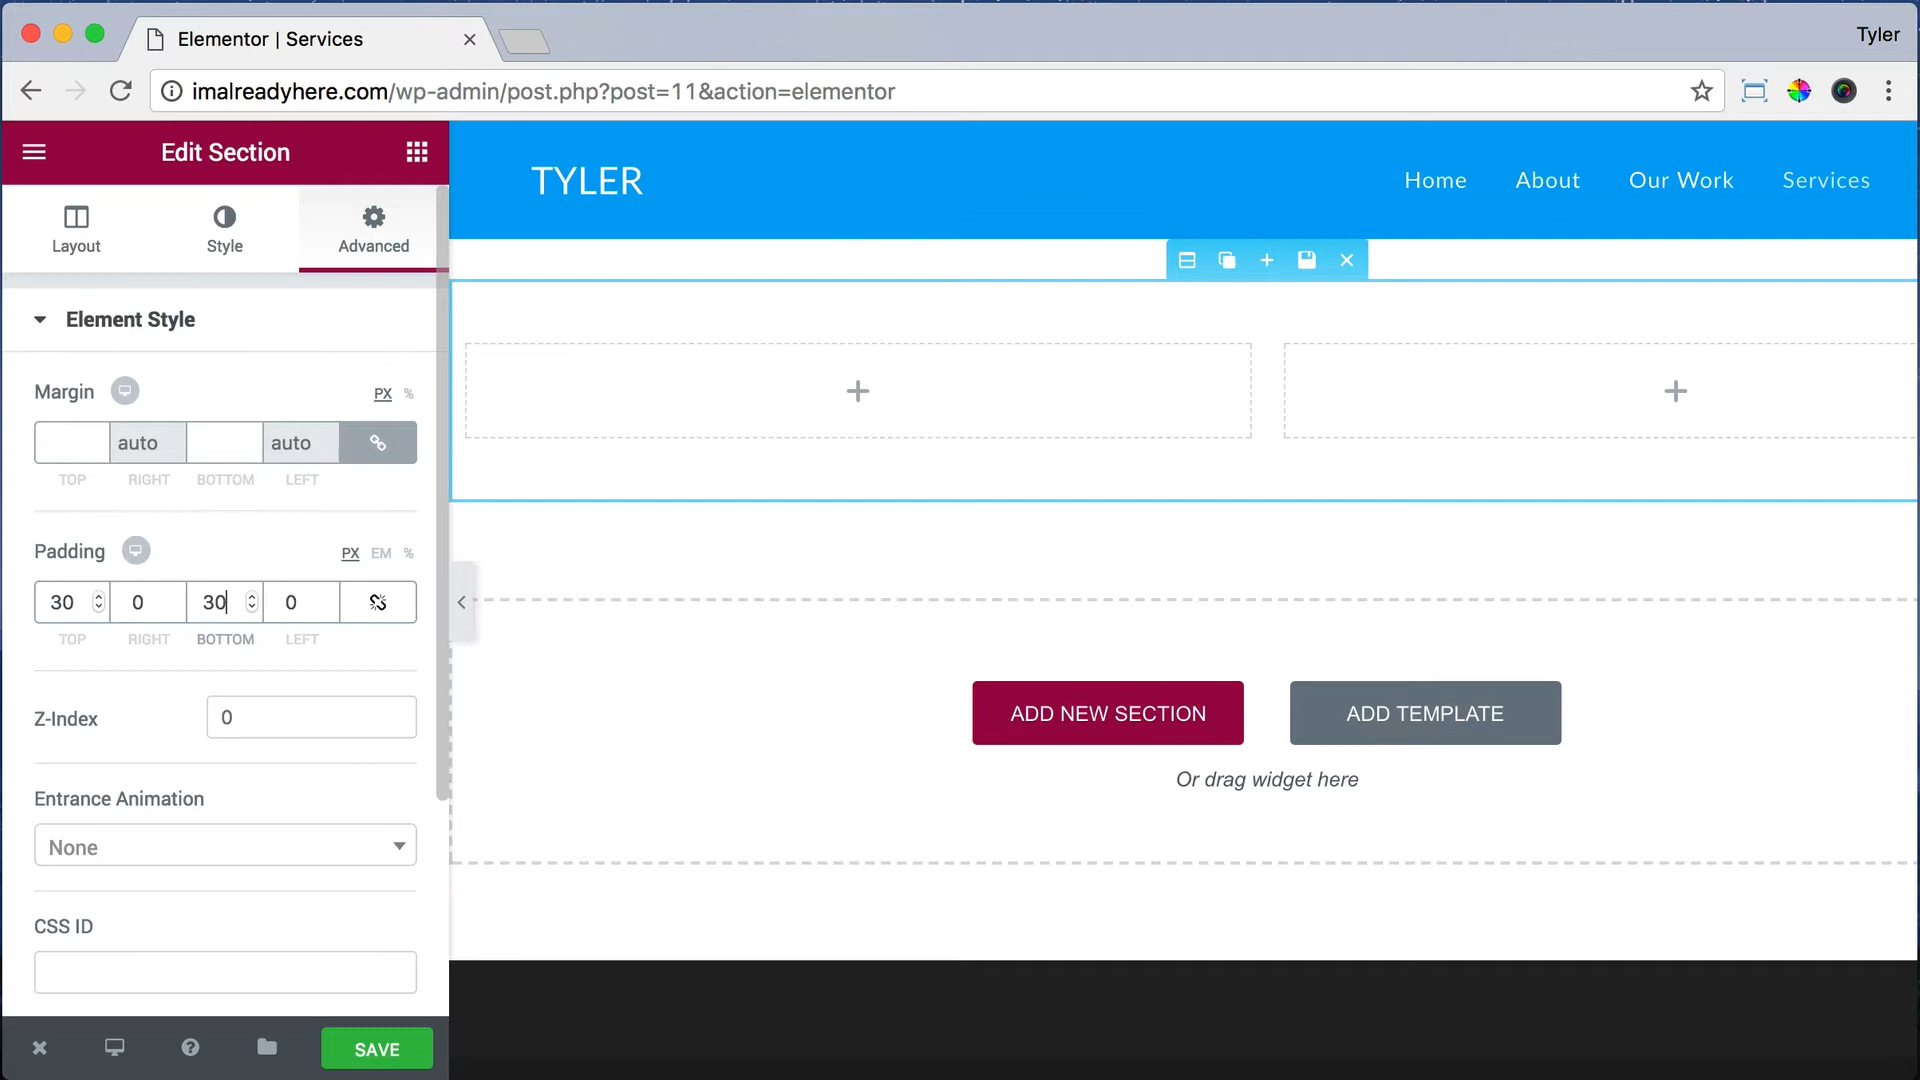 Elementor | Services
Tyler
imalreadyhere.com/wp-admin/post.php?post=11&action=elementor
Edit Section
Layout
Style
Advanced
TYLER
Home
About
Our Work
Services
Element Style
Margin
PX %
auto auto
TOP RIGHT BOTTOM LEFT
Padding
PX EM %
30 0 30 0
TOP RIGHT BOTTOM LEFT
Z-Index
0
Entrance Animation
None
CSS ID
SAVE
ADD NEW SECTION
ADD TEMPLATE
Or drag widget here